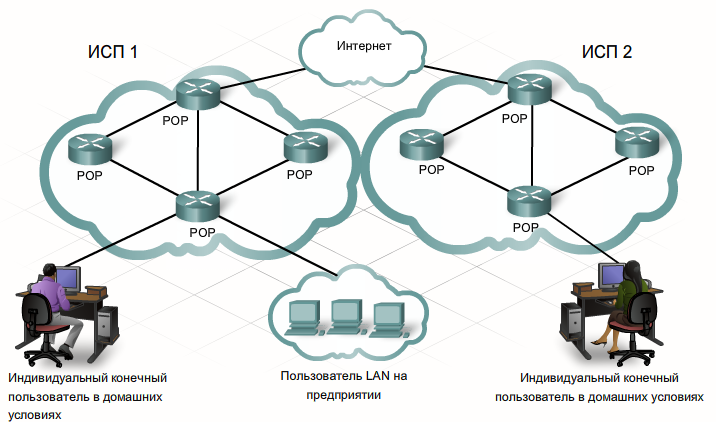 ИСП 1
Интернет
ИСП 2
POP
POP
POP
POP
POP
POP
POP
POP
Индивидуальный конечный
пользователь в домашних
условиях
Пользователь LAN на
предприятии
Индивидуальный конечный
пользователь в домашних условиях